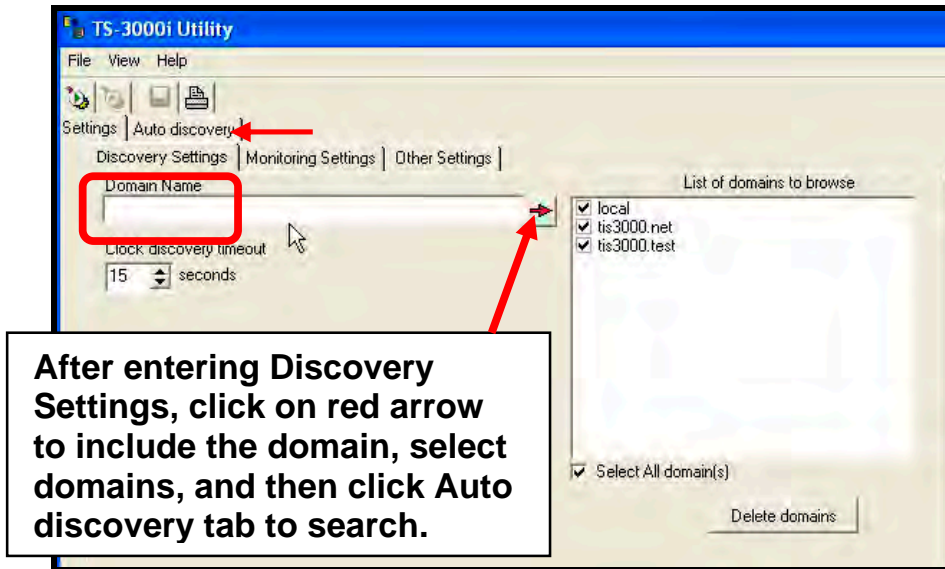 TS-3000i Utility
File View Help
Settings Auto discovery
Discovery Settings Monitoring Settings Other Settings
Domain Name
List of domains to browse
local
tis3000.net
tis3000.test
Clock discovery timeout
15 seconds
After entering Discovery
Settings, click on red arrow
to include the domain, select
domains, and then click Auto
discovery tab to search.
Select All domain(s)
Delete domains